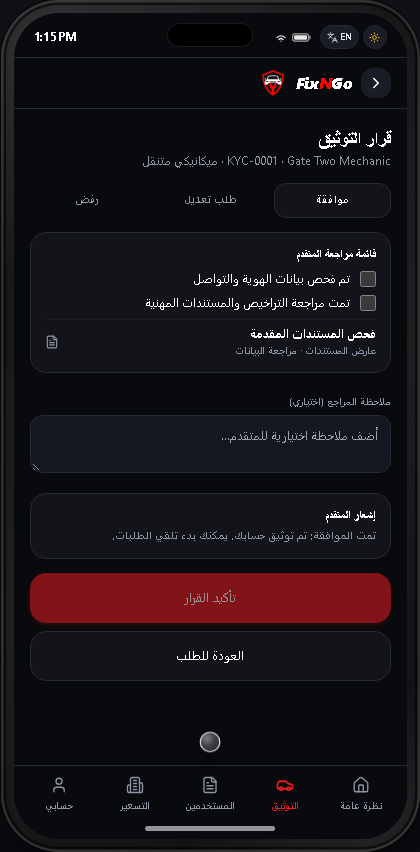 1:15 PM
EN
FixNGo
قرار التوثيق
KYC-0001 · Gate Two Mechanic · ميكانيكي متنقل
موافقة
طلب تعديل
رفض
قائمة مراجعة المتقدم
تم فحص بيانات الهوية والتواصل
تمت مراجعة التراخيص والمستندات المهنية
فحص المستندات المقدمة
عارض المستندات · مراجعة البيانات
ملاحظة المراجع (اختياري)
أضف ملاحظة اختيارية للمتقدم...
إشعار المتقدم
تمت الموافقة: تم توثيق حسابك. يمكنك بدء تلقي الطلبات.
تأكيد القرار
العودة للطلب
نظرة عامة
التوثيق
المستخدمين
التسعير
حسابي